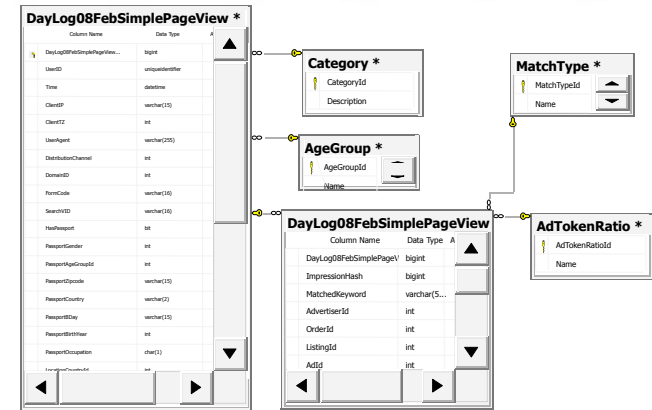 DayLog08FebSimplePageView *
Column Name Data Type A
DayLog08FebSimplePageView... bigint
UserID uniqueidentifier
Time datetime
ClientIP varchar(15)
ClientTZ int
UserAgent varchar(255)
DistributionChannel int
DomainID int
FormCode varchar(16)
SearchVID varchar(16)
HasPassport bit
PassportGender int
PassportAgeGroupId int
PassportZipcode varchar(15)
PassportCountry varchar(2)
PassportBDay varchar(15)
PassportBirthYear int
PassportOccupation char(1)
LocationCountryId int
Category *
CategoryId
Description
AgeGroup *
AgeGroupId
Name
MatchType *
MatchTypeId
Name
DayLog08FebSimplePageView
Column Name Data Type A
DayLog08FebSimplePageV bigint
ImpressionHash bigint
MatchedKeyword varchar(5...
AdvertiserId int
OrderId int
ListingId int
AdId int
AdTokenRatio *
AdTokenRatioId
Name